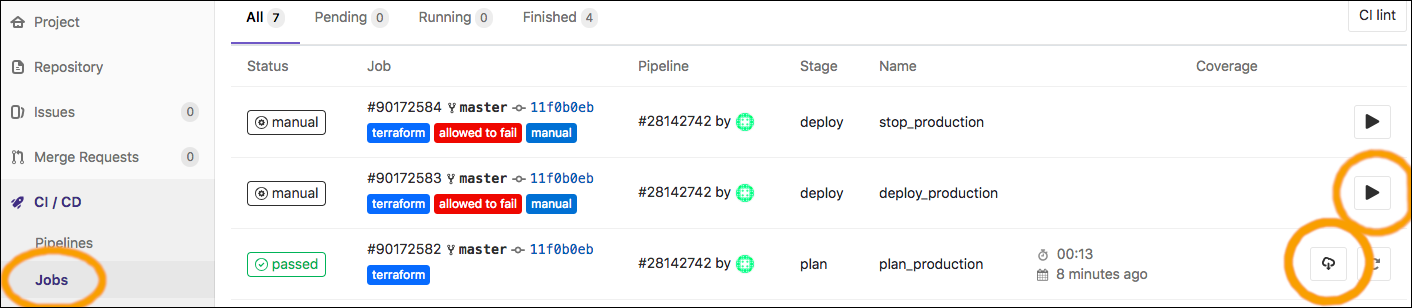 Project
Repository
Issues 0
Merge Requests 0
CI / CD
Pipelines
Jobs
All 7 Pending 0 Running 0 Finished 4 CI lint
Status Job Pipeline Stage Name Coverage
manual #90172584 master 11f0b0eb #28142742 by deploy stop_production
terraform allowed to fail manual
manual #90172583 master 11f0b0eb #28142742 by deploy deploy_production
terraform allowed to fail manual
passed #90172582 master 11f0b0eb #28142742 by plan plan_production 00:13
terraform 8 minutes ago